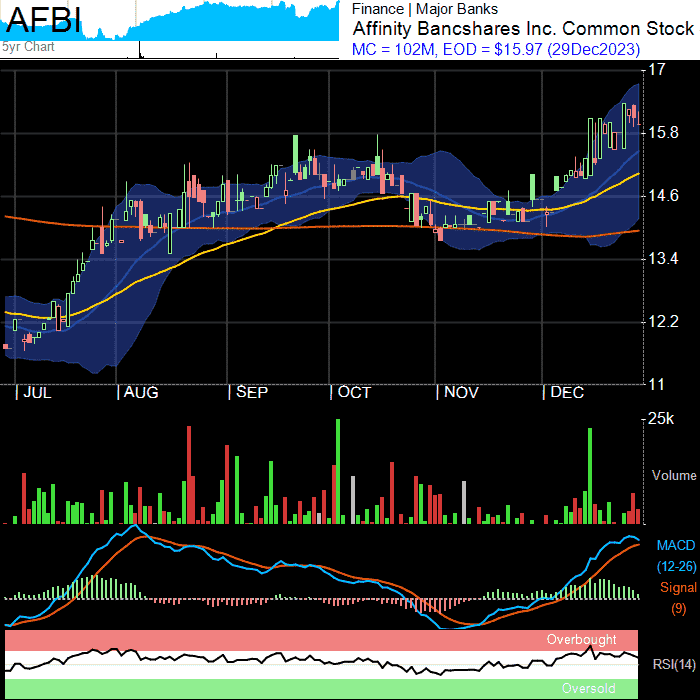 AFBI
5yr Chart
Finance | Major Banks
Affinity Bancshares Inc. Common Stock
MC = 102M, EOD = $15.97 (29Dec2023)
17
15.8
14.6
13.4
12.2
11
|JUL |AUG |SEP |OCT |NOV |DEC
25k
Volume
MACD
(12-26)
Signal
(9)
Overbought
RSI(14)
Oversold